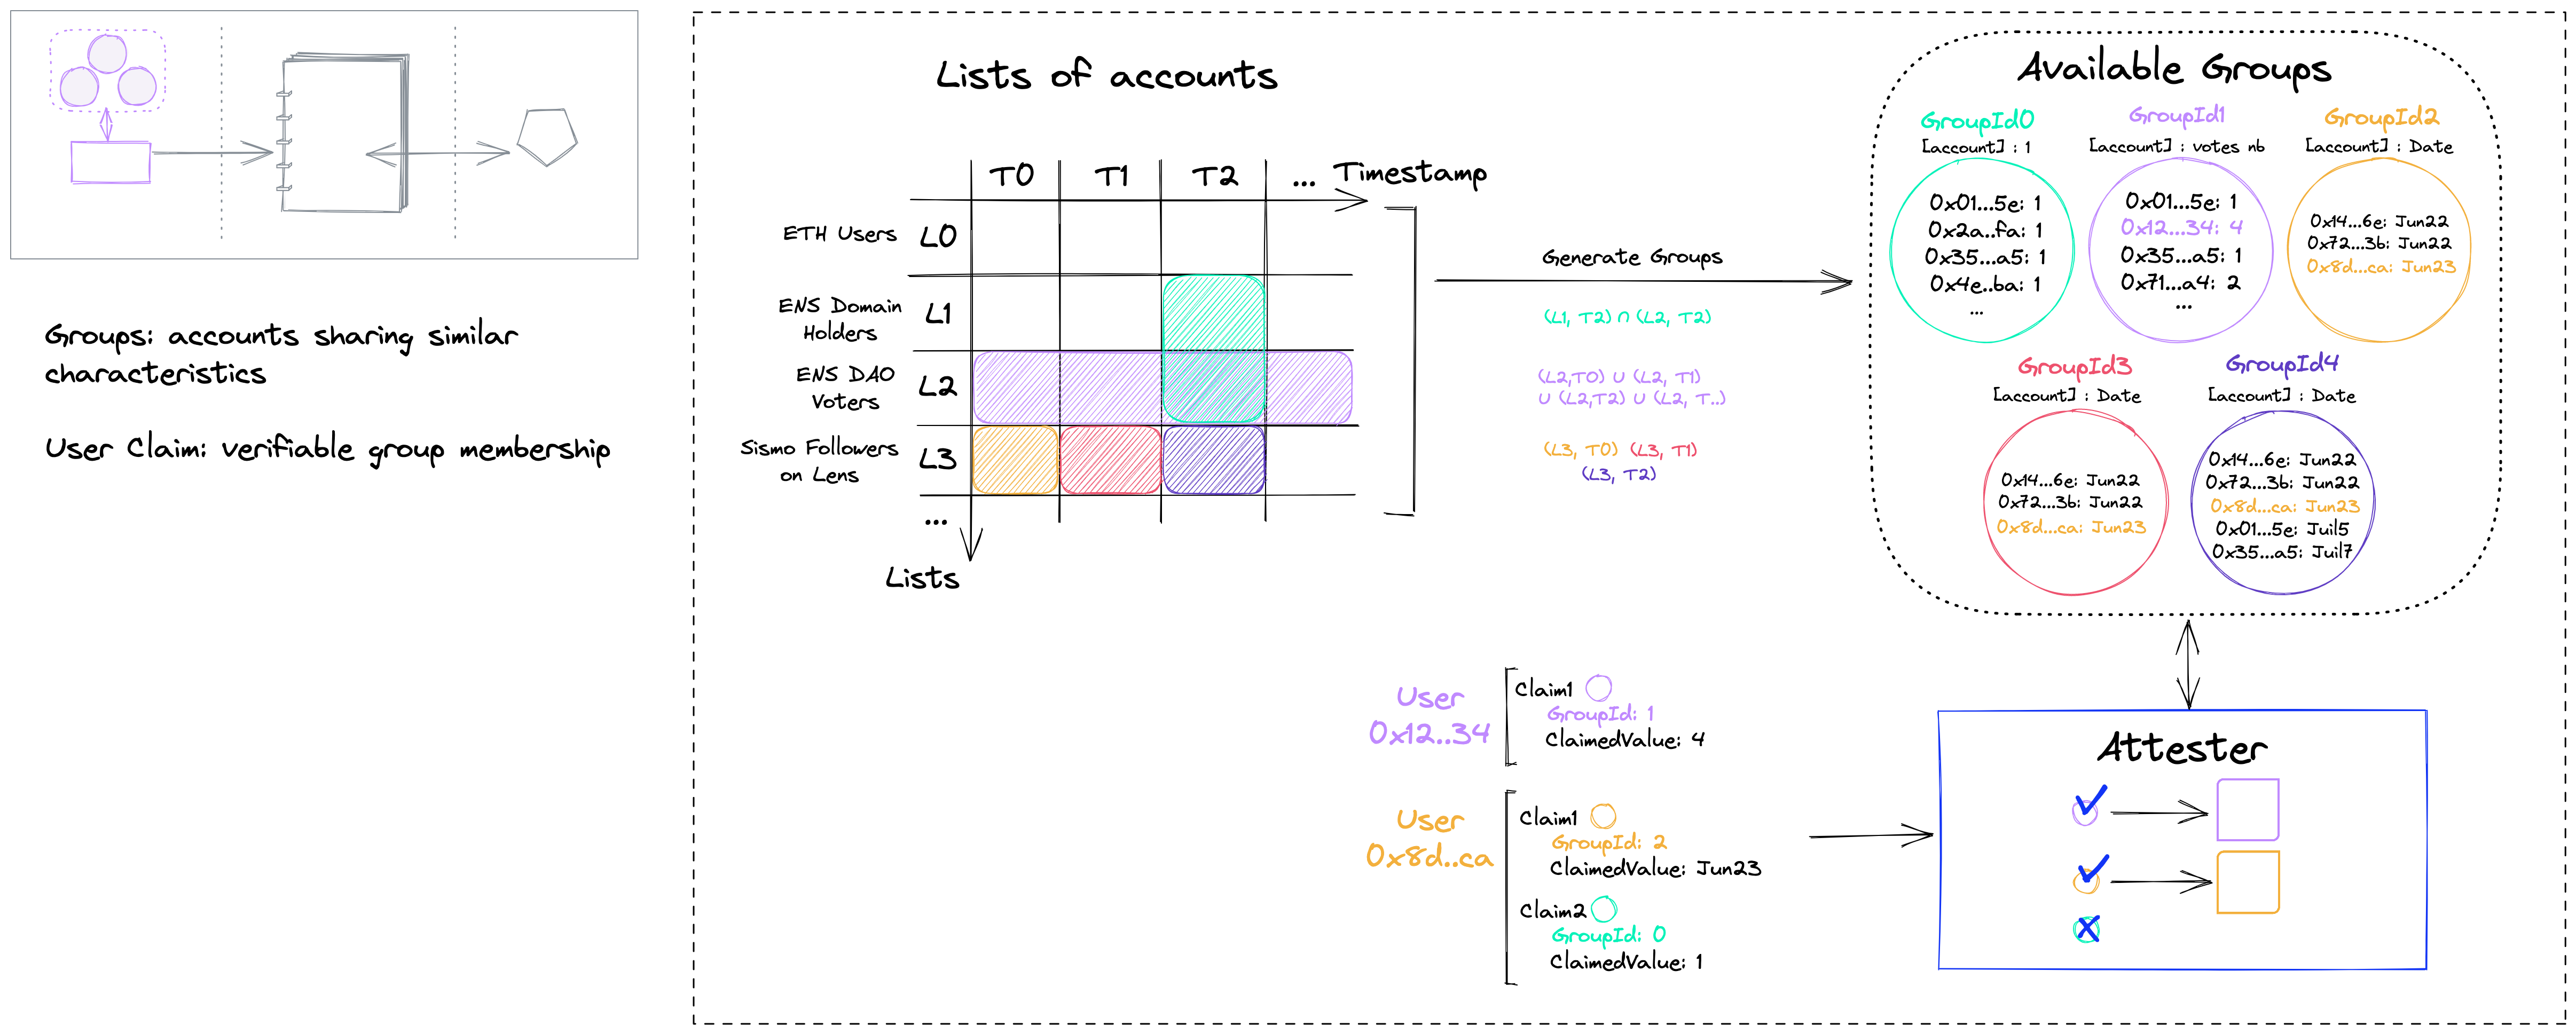 Groups: accounts sharing similar
characteristics
User Claim: verifiable group membership
Lists of accounts
T0 T1 T2 ... Timestamp
ETH Users L0
ENS Domain
Holders
L1
ENS DAO
Voters
L2
Sismo Followers
on Lens
L3
...
Lists
Generate Groups
(L1, T2) ∩ (L2, T2)
(L2,T0) ∪ (L2, T1)
∪ (L2,T2) ∪ (L2, T..)
(L3, T0) (L3, T1)
(L3, T2)
Available Groups
GroupId0
[account] : 1
0x01...5e: 1
0x2a..fa: 1
0x35...a5: 1
0x4e..ba: 1
...
GroupId1
[account] : votes nb
0x01...5e: 1
0x12...34: 4
0x35...a5: 1
0x71...a4: 2
...
GroupId2
[account] : Date
0x14...6e: Jun22
0x72...3b: Jun22
0x8d...ca: Jun23
GroupId3
[account] : Date
0x14...6e: Jun22
0x72...3b: Jun22
0x8d...ca: Jun23
GroupId4
[account] : Date
0x14...6e: Jun22
0x72...3b: Jun22
0x8d...ca: Jun23
0x01...5e: Juil5
0x35...a5: Juil7
User
0x12..34
Claim1
GroupId: 1
ClaimedValue: 4
User
0x8d..ca
Claim1
GroupId: 2
ClaimedValue: Jun23
Claim2
GroupId: 0
ClaimedValue: 1
Attester